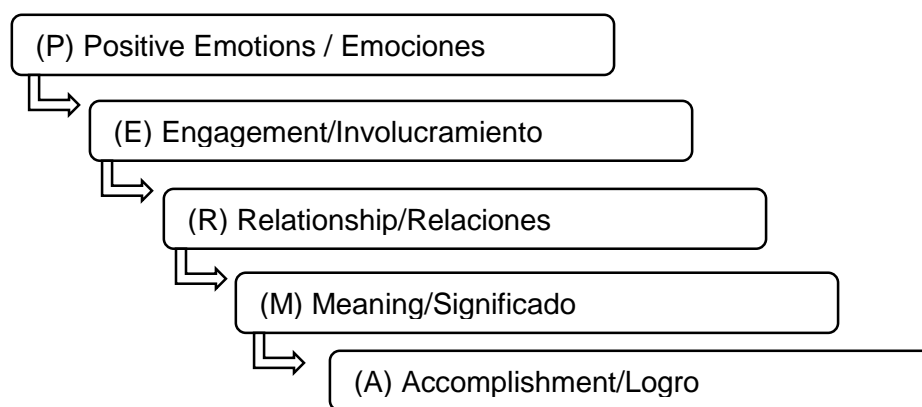 (P) Positive Emotions / Emociones
(E) Engagement/Involucramiento
(R) Relationship/Relaciones
(M) Meaning/Significado
(A) Accomplishment/Logro